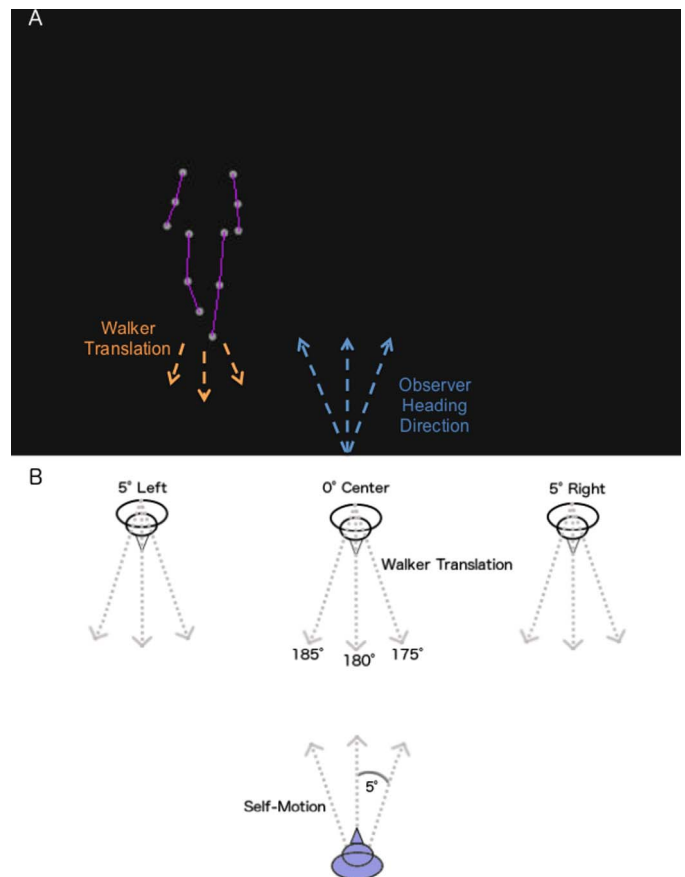 A
Walker
Translation
Observer
Heading
Direction
B
5° Left
0° Center
5° Right
Walker Translation
185°
180°
175°
5°
Self-Motion